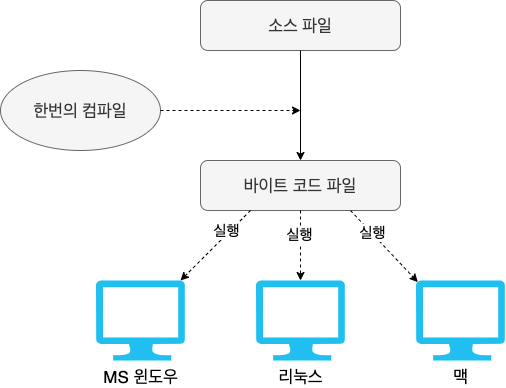 소스 파일
한번의 컴파일
바이트 코드 파일
실행
실행
실행
MS 윈도우
리눅스
맥